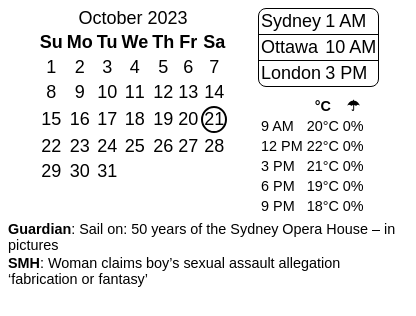 October 2023
Su Mo Tu We Th Fr Sa
1 2 3 4 5 6 7
8 9 10 11 12 13 14
15 16 17 18 19 20 21
22 23 24 25 26 27 28
29 30 31
Sydney 1 AM
Ottawa 10 AM
London 3 PM
°C ☂
9 AM 20°C 0%
12 PM 22°C 0%
3 PM 21°C 0%
6 PM 19°C 0%
9 PM 18°C 0%
Guardian: Sail on: 50 years of the Sydney Opera House – in
pictures
SMH: Woman claims boy’s sexual assault allegation
‘fabrication or fantasy’